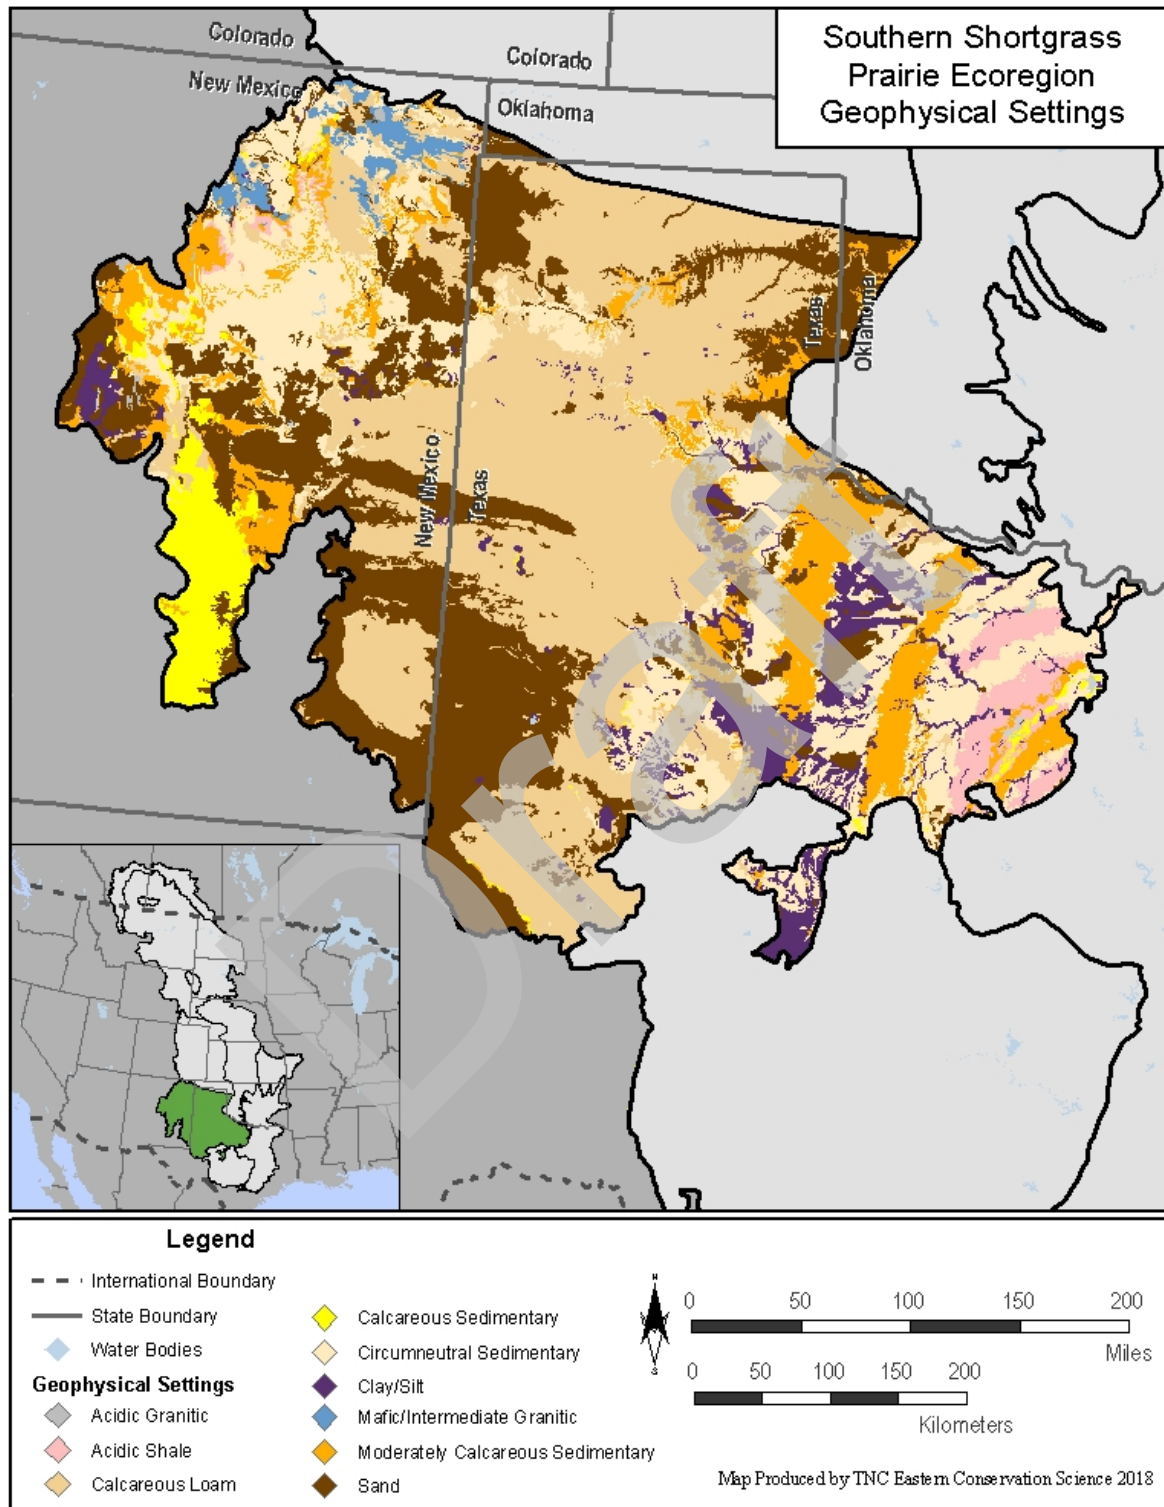 Southern Shortgrass
Prairie Ecoregion
Geophysical Settings
Colorado
Colorado
New Mexico
Oklahoma
Texas
Oklahoma
New Mexico
Texas
Draft
Legend
International Boundary
State Boundary
Water Bodies
Geophysical Settings
Acidic Granitic
Acidic Shale
Calcareous Loam
Calcareous Sedimentary
Circumneutral Sedimentary
Clay/Silt
Mafic/Intermediate Granitic
Moderately Calcareous Sedimentary
Sand
N
S
0 50 100 150 200
Miles
0 50 100 150 200
Kilometers
Map Produced by TNC Eastern Conservation Science 2018